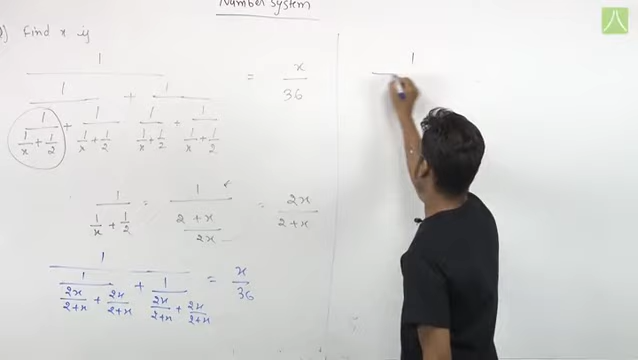 Number System
) Find x if
1
1 + 1 = x/36
1/(1/x + 1/2) + 1/(1/x + 1/2) 1/(1/x + 1/2) + 1/(1/x + 1/2)
1/(1/x + 1/2) = 1/((2+x)/2x) = 2x/(2+x)
1
1 + 1 = x/36
2x/(2+x) + 2x/(2+x) 2x/(2+x) + 2x/(2+x)
1